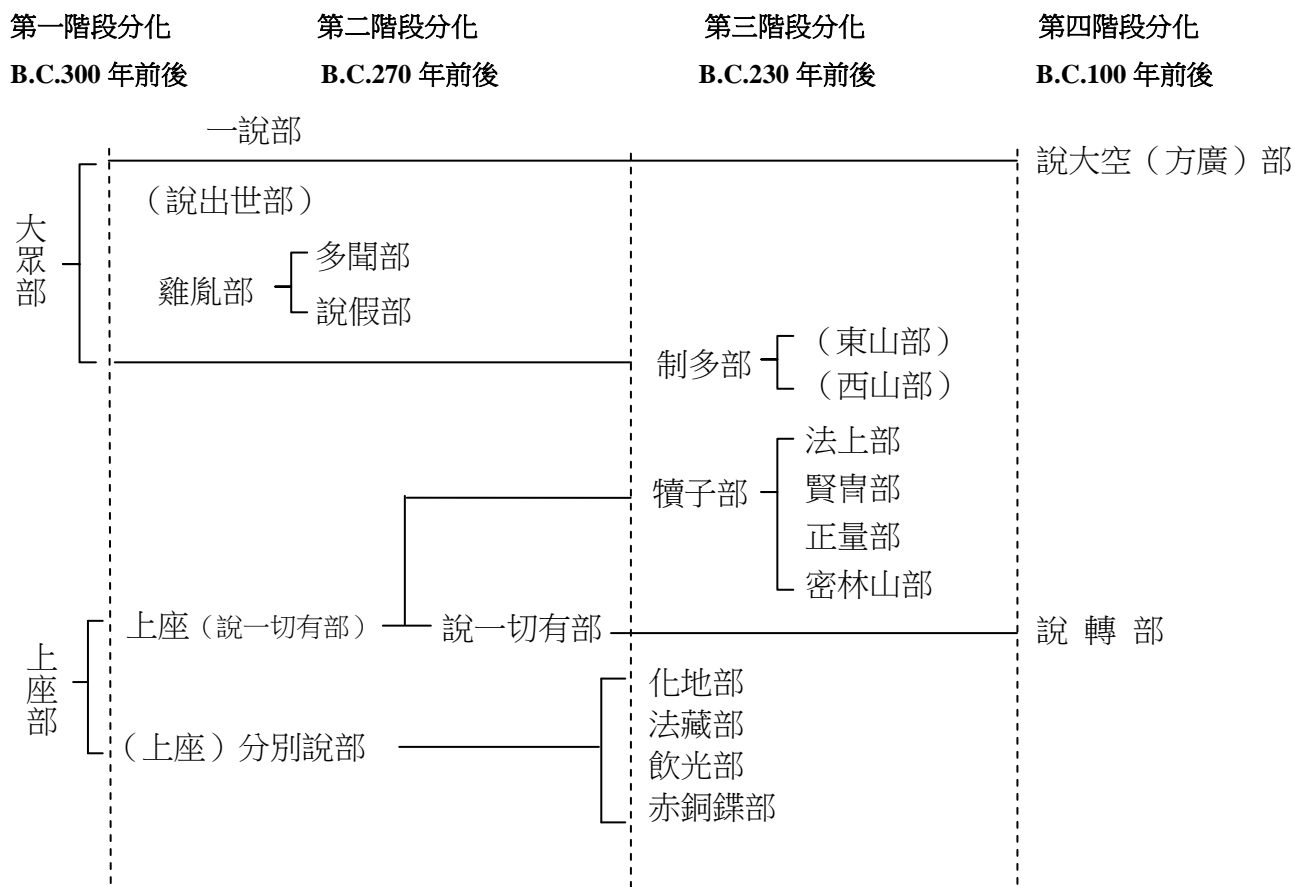 第一階段分化 第二階段分化 第三階段分化 第四階段分化
B.C.300 年前後 B.C.270 年前後 B.C.230 年前後 B.C.100 年前後
一說部
說大空（方廣）部
大眾部
（說出世部）
雞胤部
多聞部
說假部
制多部
（東山部）
（西山部）
犢子部
法上部
賢冑部
正量部
密林山部
上座部
上座（說一切有部）
說一切有部
說轉部
（上座）分別說部
化地部
法藏部
飲光部
赤銅鍱部